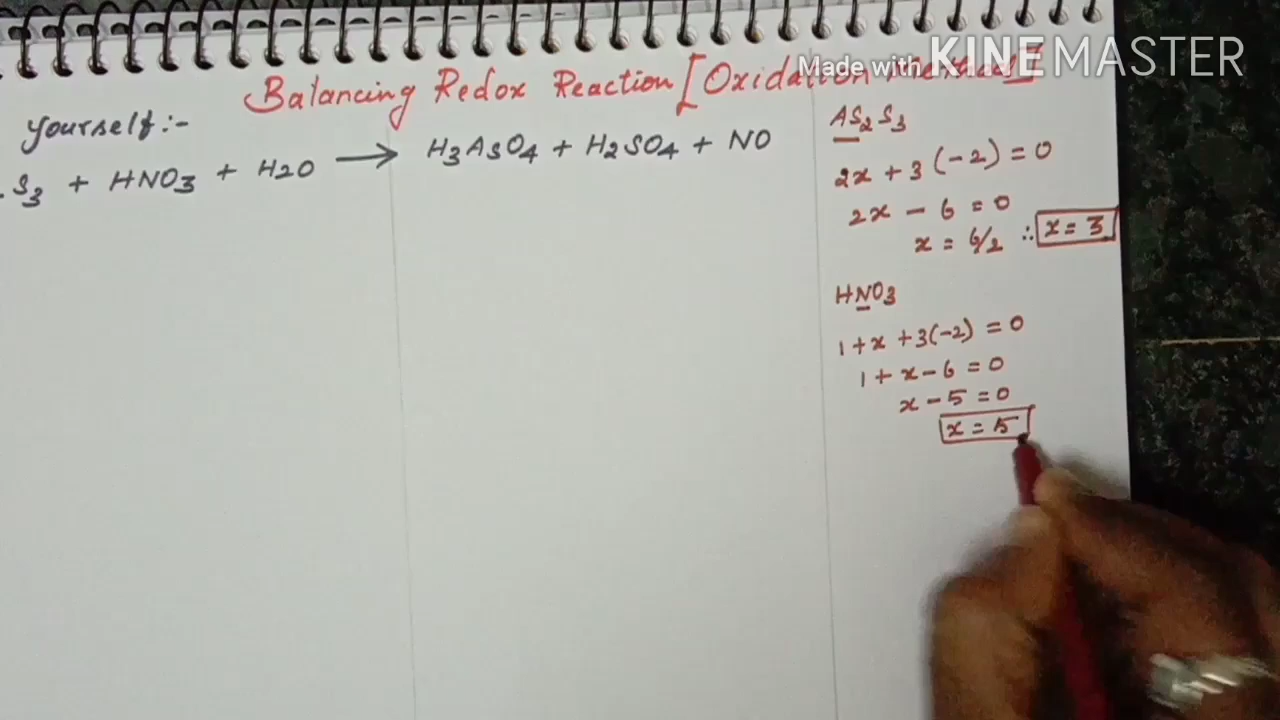 Made with KINEMASTER
Balancing Redox Reaction [Oxidation
yourself:-
S3 + HNO3 + H2O → H3AsO4 + H2SO4 + NO
AS2S3
2x + 3(-2) = 0
2x - 6 = 0
x = 6/2 ∴ x = 3
HNO3
1 + x + 3(-2) = 0
1 + x - 6 = 0
x - 5 = 0
x = 5